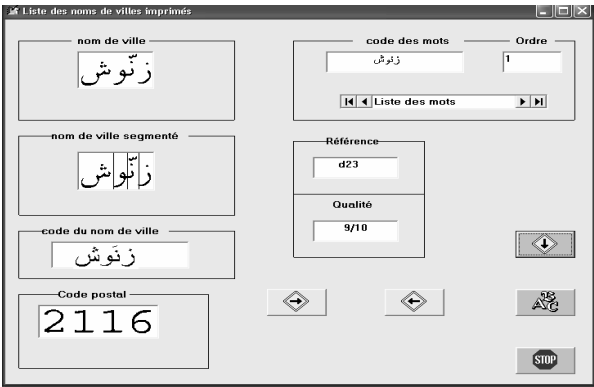 Liste des noms de villes imprimés
nom de ville
زنّوش
code des mots
Ordre
زنوش
1
Liste des mots
nom de ville segmenté
زنّوش
Référence
d23
Qualité
9/10
code du nom de ville
زنَوش
Code postal
2116
STOP